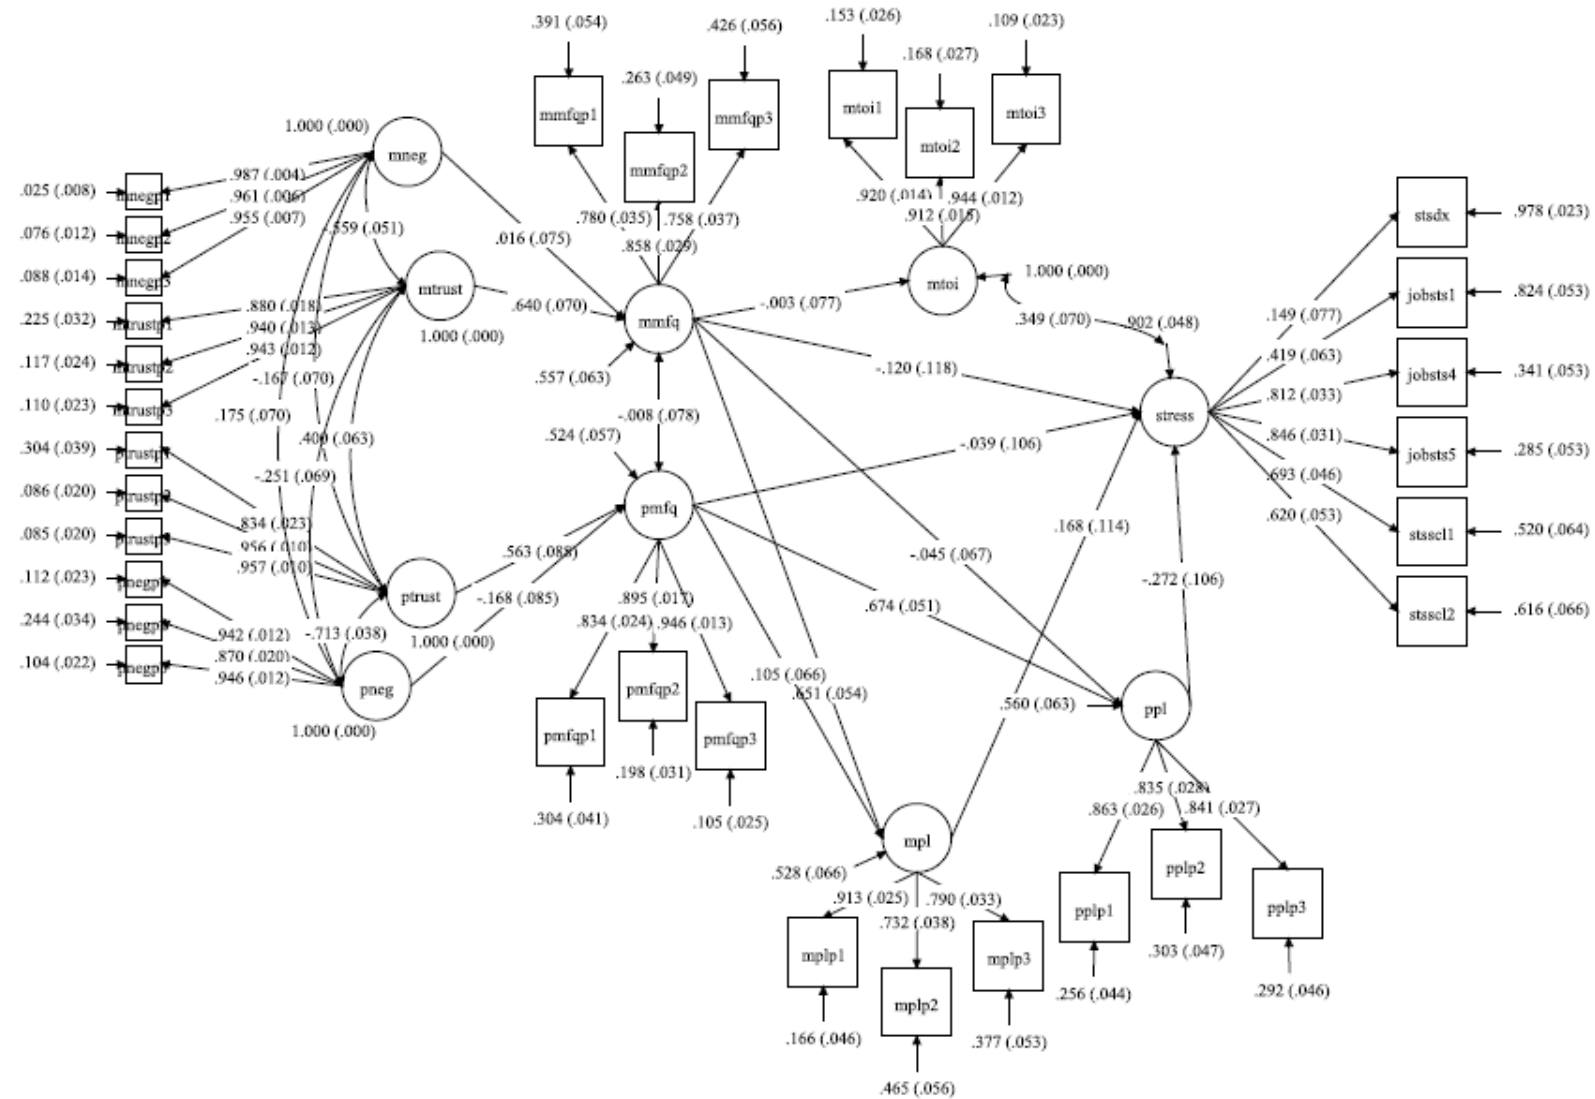 .391 (.054)
.426 (.056)
.263 (.049)
mmfqp1
mmfqp2
mmfqp3
.780 (.035)
.758 (.037)
.858 (.029)
.153 (.026)
.168 (.027)
.109 (.023)
mtoi1
mtoi2
mtoi3
.920 (.014)
.944 (.012)
.912 (.015)
1.000 (.000)
mneg
.987 (.004)
.961 (.006)
.955 (.007)
.025 (.008)
mnegp1
.076 (.012)
mnegp2
.088 (.014)
mnegp3
.225 (.032)
mtrustp1
.117 (.024)
mtrustp2
.110 (.023)
mtrustp3
.304 (.039)
ptrustp1
.086 (.020)
ptrustp2
.085 (.020)
ptrustp3
.112 (.023)
.244 (.034)
.104 (.022)
-.559 (.051)
mtrust
1.000 (.000)
.880 (.018)
.940 (.013)
.943 (.012)
-.167 (.070)
.175 (.070)
.400 (.063)
-.251 (.069)
.834 (.023)
.956 (.010)
.957 (.010)
ptrust
1.000 (.000)
.942 (.012)
.870 (.020)
.946 (.012)
-.713 (.038)
pneg
1.000 (.000)
.016 (.075)
.640 (.070)
mmfq
.557 (.063)
-.008 (.078)
.524 (.057)
pmfq
.563 (.088)
-.168 (.085)
-.003 (.077)
mtoi
1.000 (.000)
.349 (.070)
.902 (.048)
-.120 (.118)
-.039 (.106)
stress
.149 (.077)
.419 (.063)
.812 (.033)
.846 (.031)
.693 (.046)
.620 (.053)
stsdx
.978 (.023)
jobsts1
.824 (.053)
jobsts4
.341 (.053)
jobsts5
.285 (.053)
stsscl1
.520 (.064)
stsscl2
.616 (.066)
.168 (.114)
-.045 (.067)
-.272 (.106)
.674 (.051)
.105 (.066)
.651 (.054)
.560 (.063)
ppl
.895 (.017)
.834 (.024)
.946 (.013)
pmfqp1
pmfqp2
pmfqp3
.198 (.031)
.304 (.041)
.105 (.025)
mpl
.528 (.066)
.913 (.025)
.790 (.033)
.732 (.038)
mplp1
mplp2
mplp3
.166 (.046)
.377 (.053)
.465 (.056)
.835 (.028)
.863 (.026)
.841 (.027)
pplp1
pplp2
pplp3
.303 (.047)
.256 (.044)
.292 (.046)